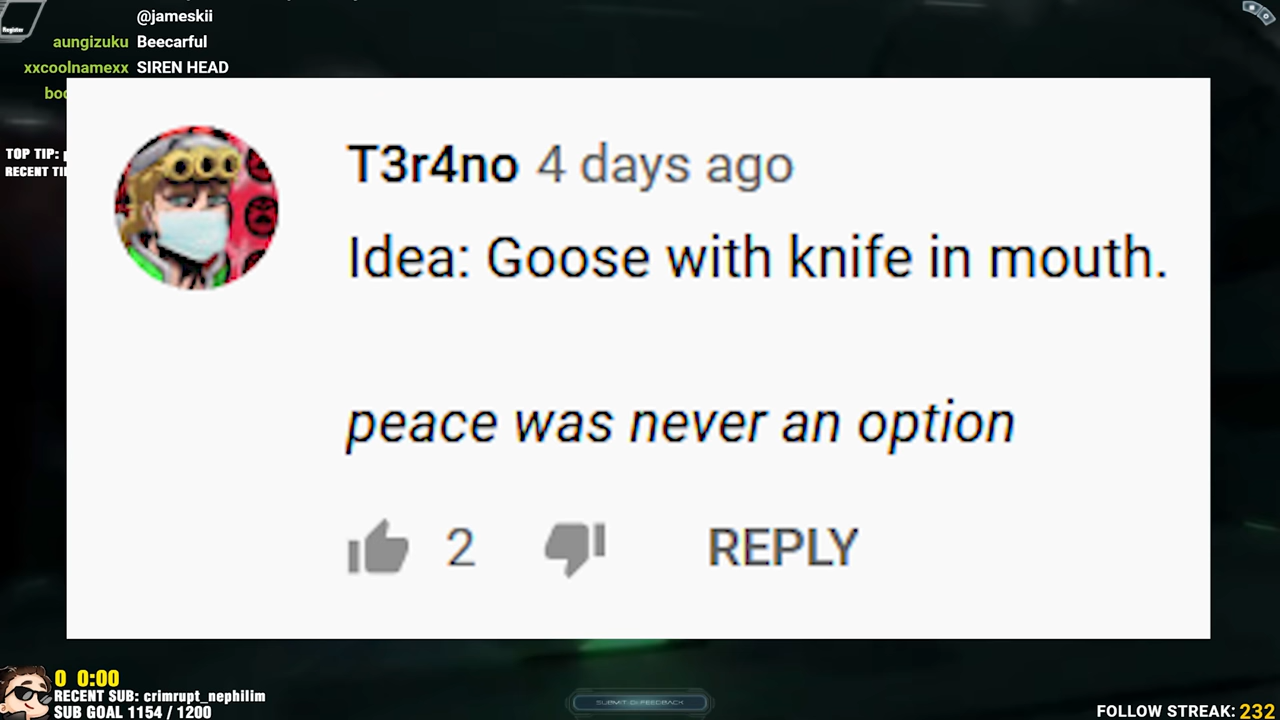 @jameskii
Register
aungizuku Beecarful
xxcoolnamexx SIREN HEAD
TOP TIP:
RECENT
T3r4no 4 days ago
Idea: Goose with knife in mouth.
peace was never an option
2 REPLY
0 0:00
RECENT SUB: crimrupt_nephilim
SUB GOAL 1154 / 1200
FOLLOW STREAK: 232